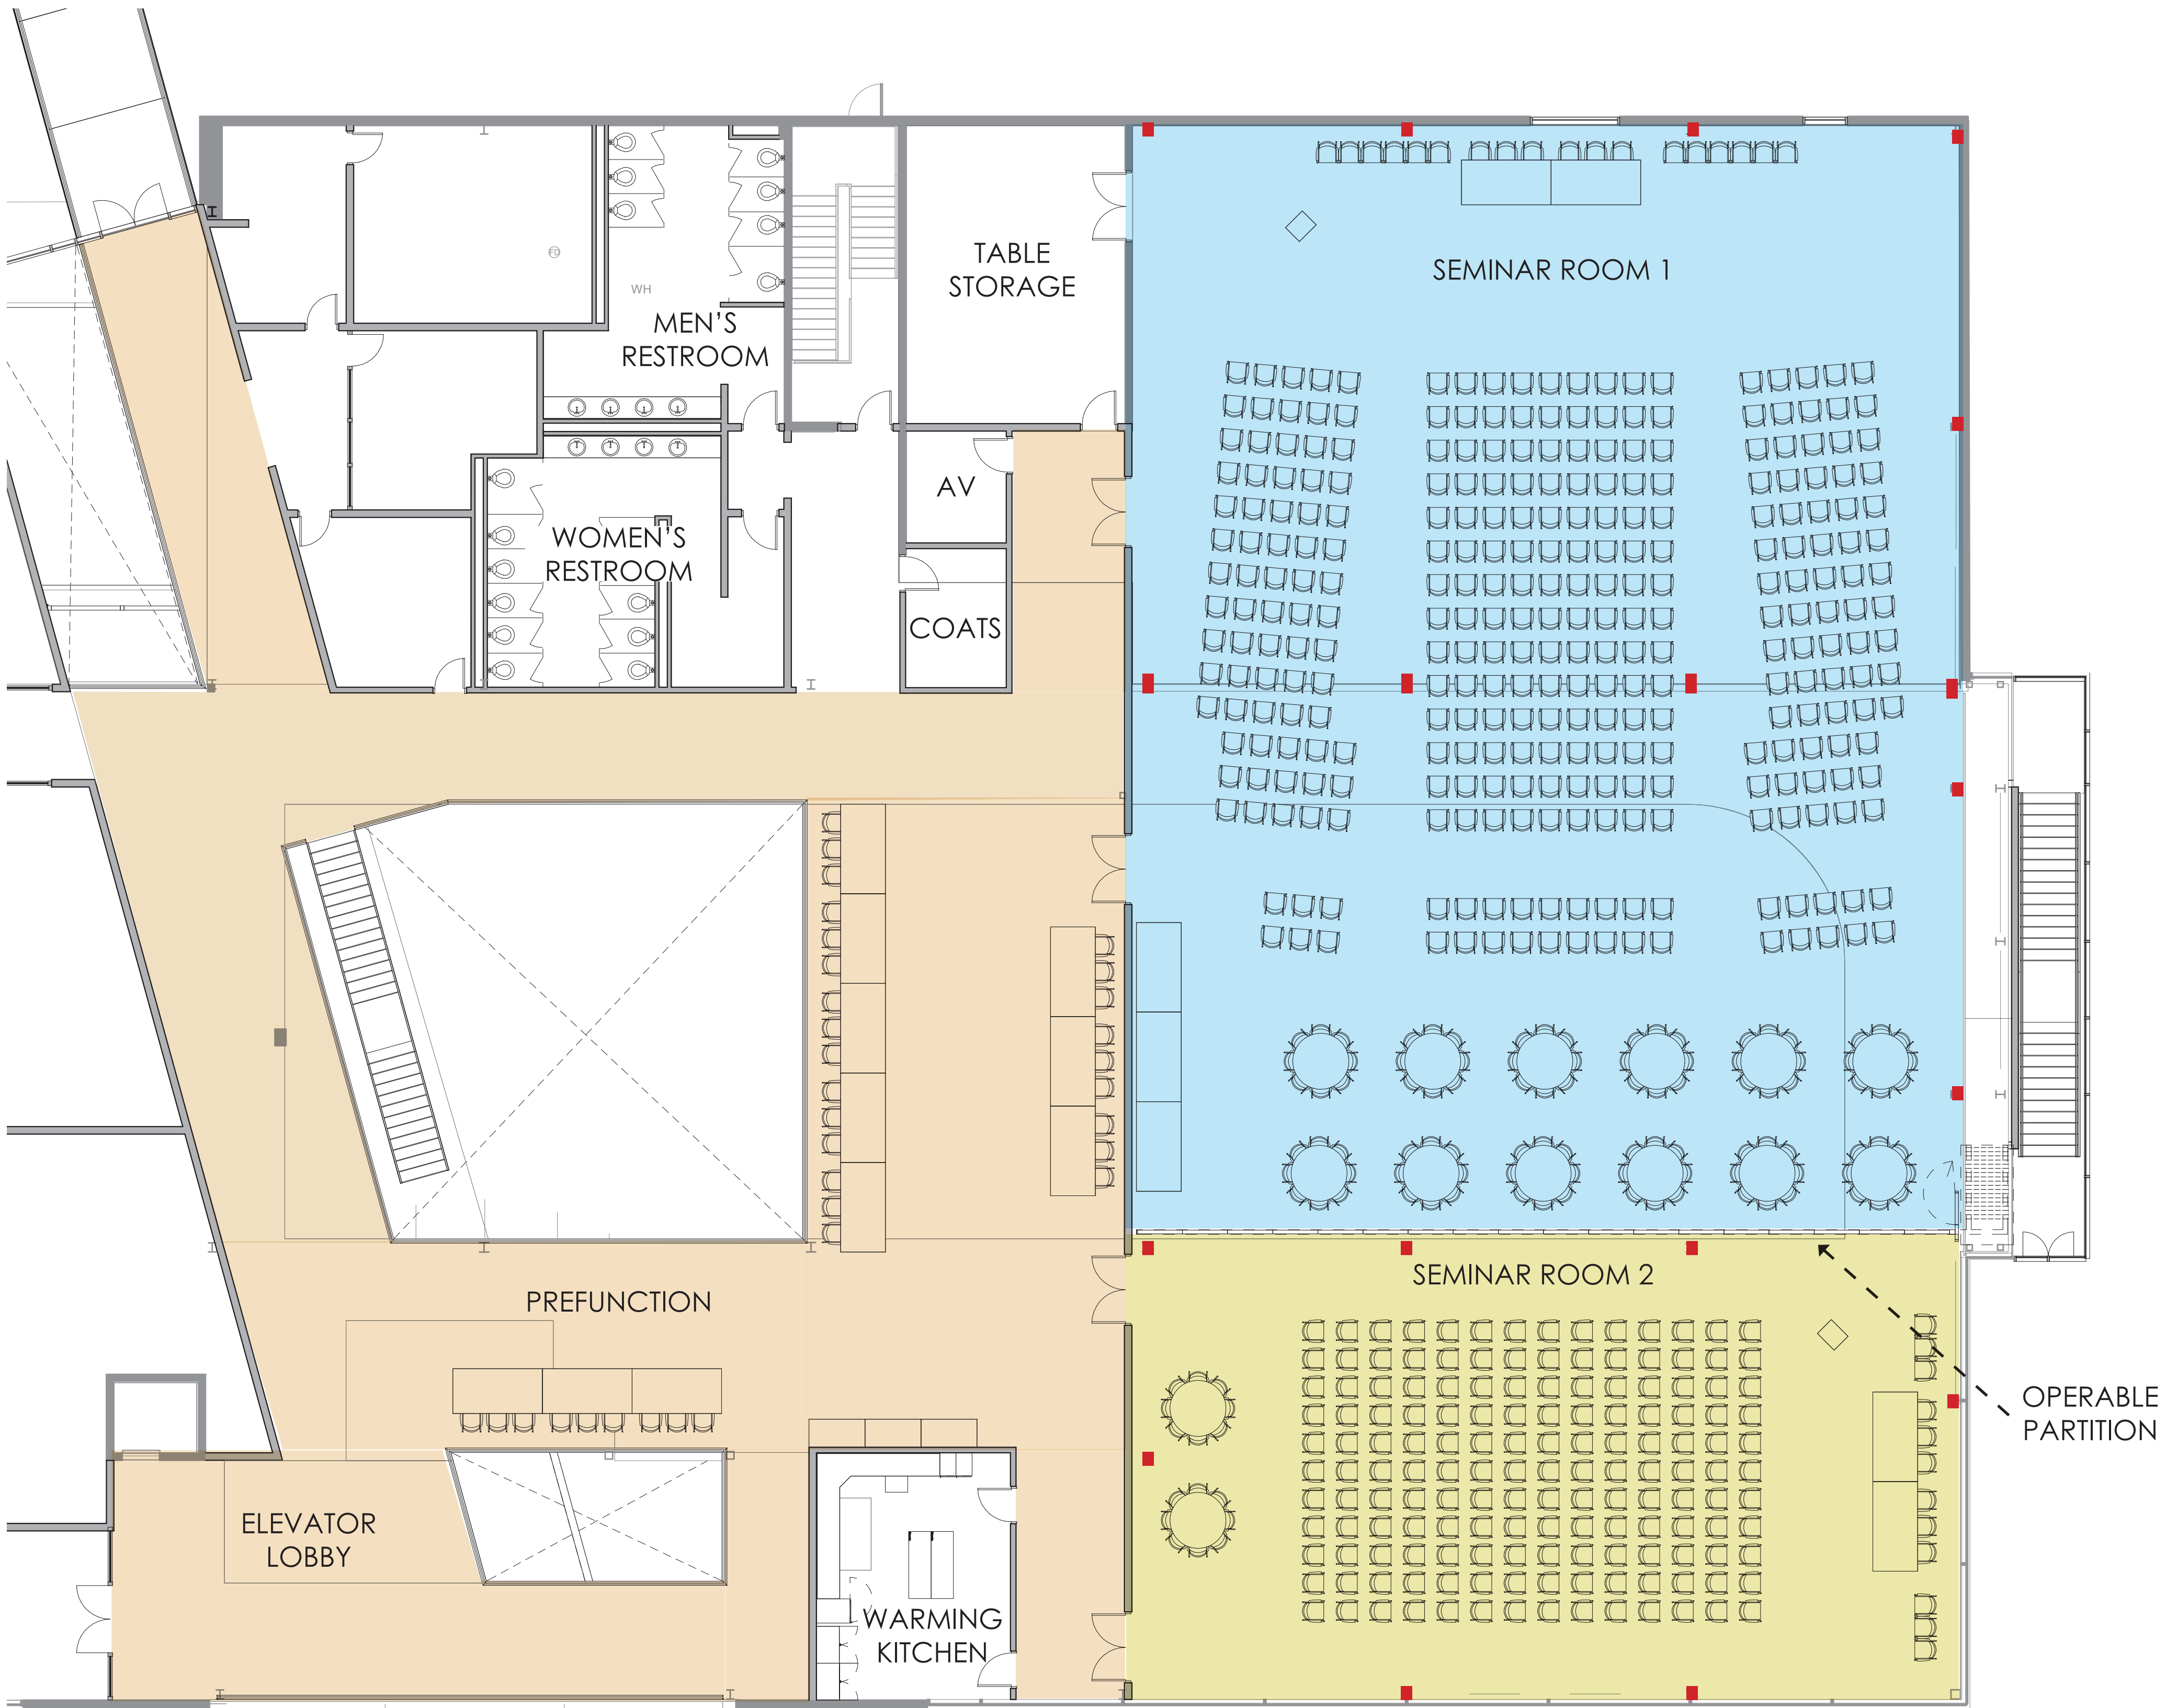 TABLE
STORAGE
SEMINAR ROOM 1
FD
WH
MEN'S
RESTROOM
AV
WOMEN'S
RESTROOM
COATS
SEMINAR ROOM 2
PREFUNCTION
OPERABLE
PARTITION
ELEVATOR
LOBBY
WARMING
KITCHEN